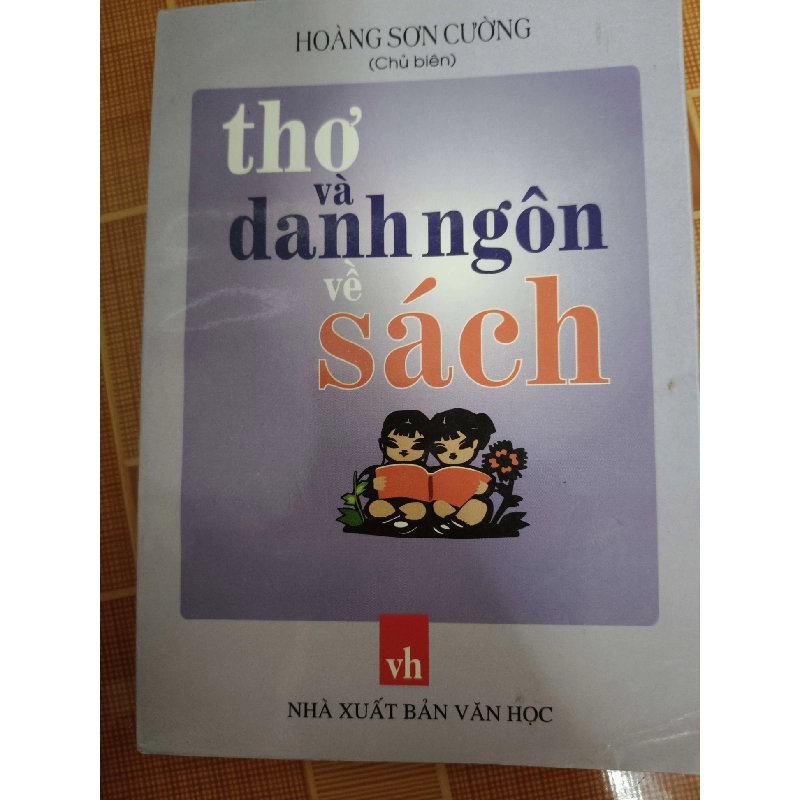 HOÀNG SƠN CƯỜNG
(Chủ biên)
thơ
và
danh ngôn
về
sách
vh
NHÀ XUẤT BẢN VĂN HỌC